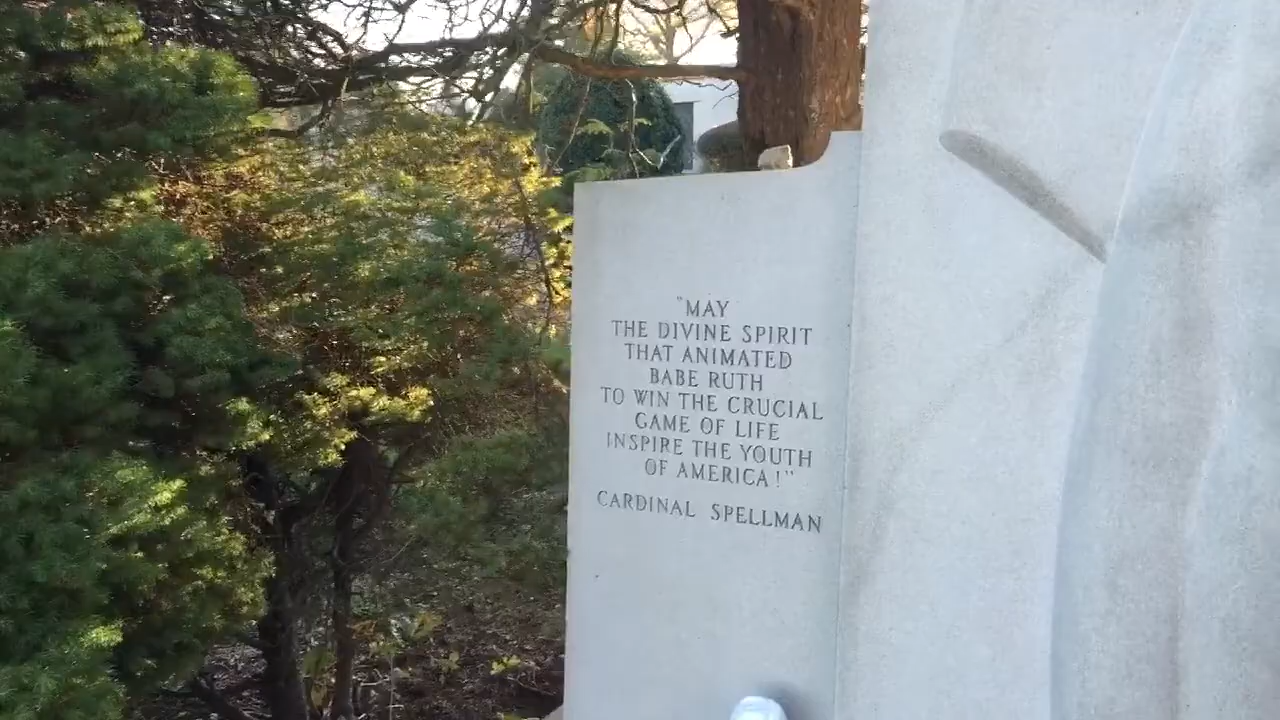 "MAY
THE DIVINE SPIRIT
THAT ANIMATED
BABE RUTH
TO WIN THE CRUCIAL
GAME OF LIFE
INSPIRE THE YOUTH
OF AMERICA!"
CARDINAL SPELLMAN